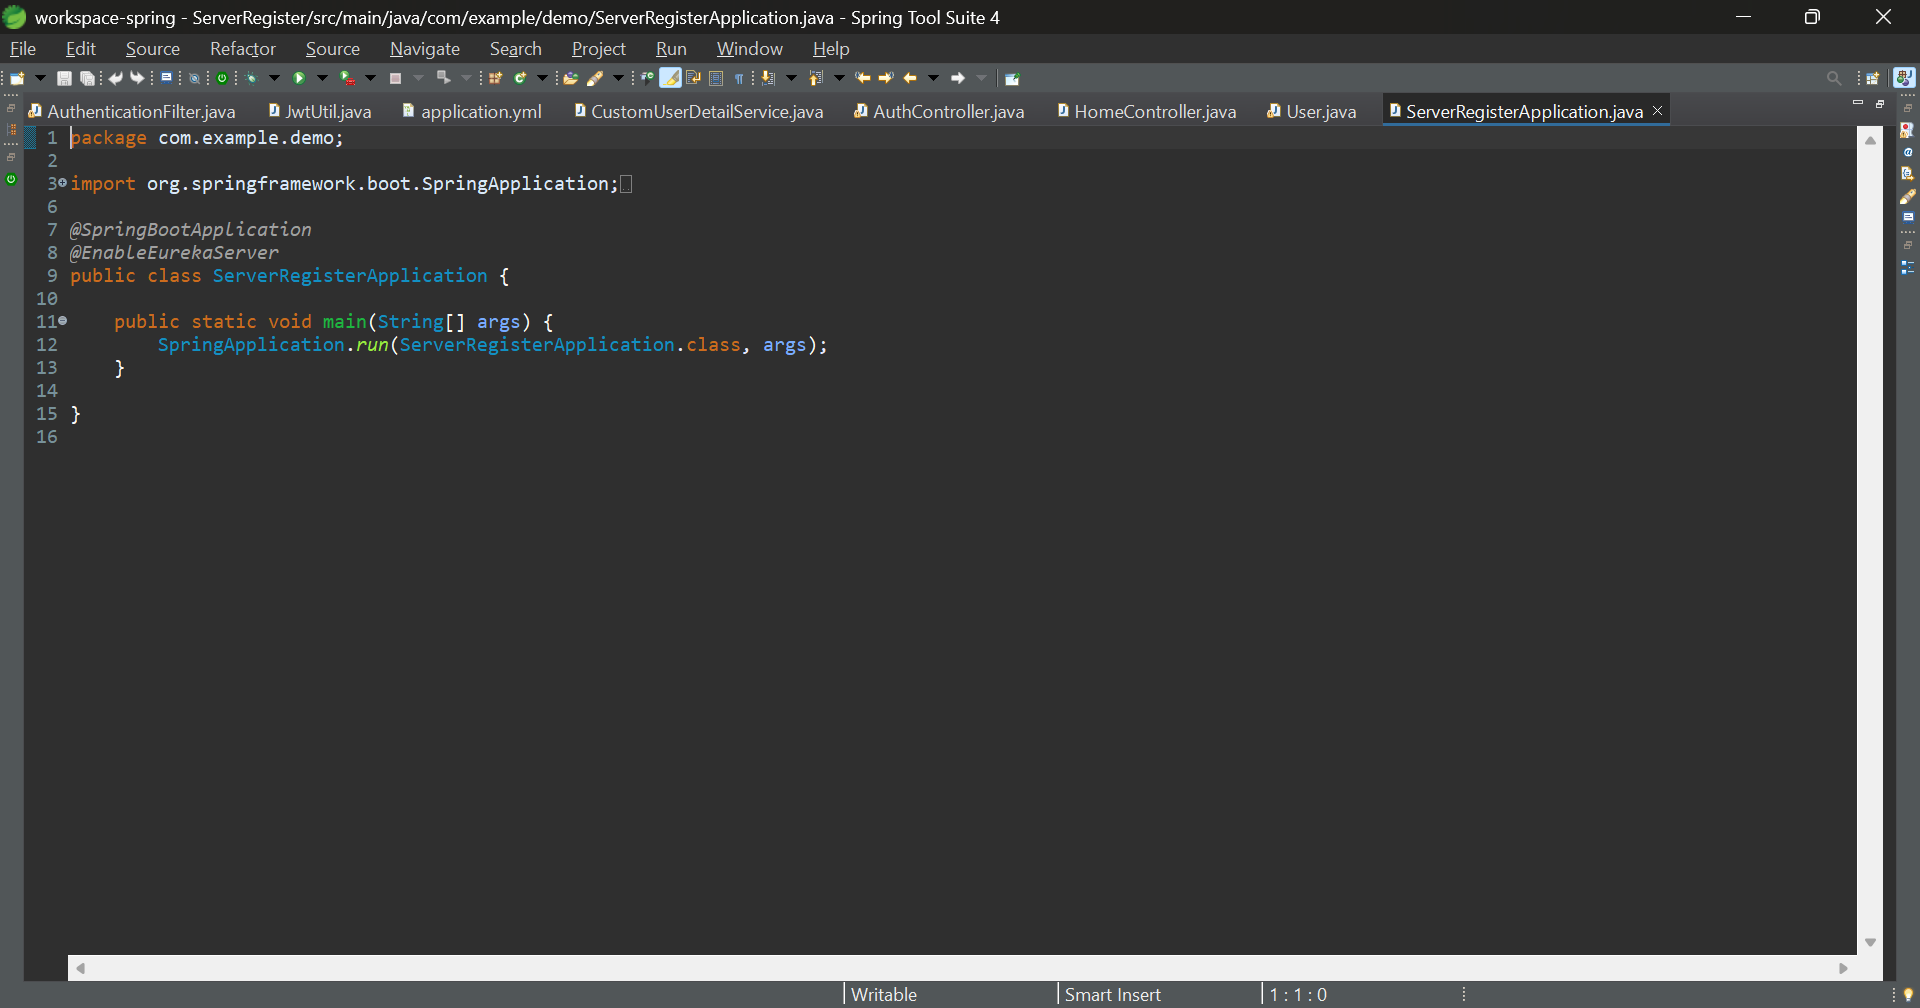 workspace-spring - ServerRegister/src/main/java/com/example/demo/ServerRegisterApplication.java - Spring Tool Suite 4
File Edit Source Refactor Source Navigate Search Project Run Window Help
AuthenticationFilter.java JwtUtil.java application.yml CustomUserDetailService.java AuthController.java HomeController.java User.java ServerRegisterApplication.java
1 package com.example.demo;
2
3 import org.springframework.boot.SpringApplication;
6
7 @SpringBootApplication
8 @EnableEurekaServer
9 public class ServerRegisterApplication {
10
11 public static void main(String[] args) {
12 SpringApplication.run(ServerRegisterApplication.class, args);
13 }
14
15 }
16
Writable Smart Insert 1 : 1 : 0